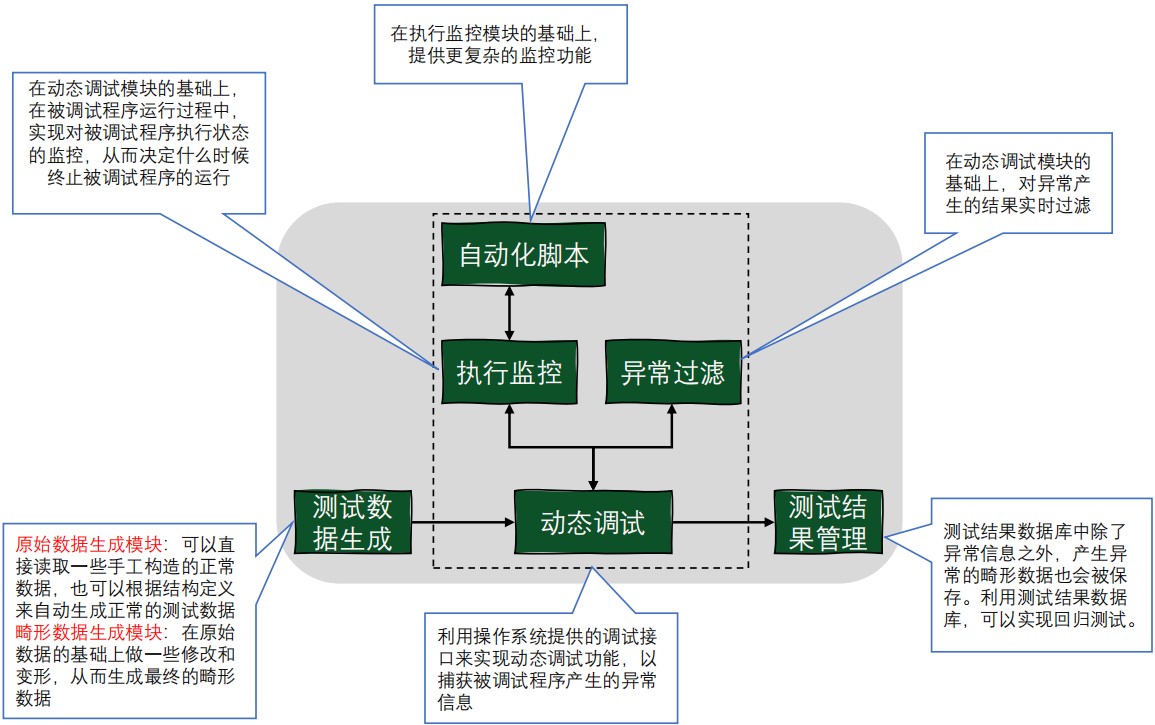 在执行监控模块的基础上，
提供更复杂的监控功能
在动态调试模块的基础上，
在被调试程序运行过程中，
实现对被调试程序执行状态
的监控，从而决定什么时候
终止被调试程序的运行
在动态调试模块的
基础上，对异常产
生的结果实时过滤
自动化脚本
执行监控
异常过滤
测试数
据生成
动态调试
测试结
果管理
原始数据生成模块：可以直
接读取一些手工构造的正常
数据，也可以根据结构定义
来自动生成正常的测试数据
畸形数据生成模块：在原始
数据的基础上做一些修改和
变形，从而生成最终的畸形
数据
利用操作系统提供的调试接
口来实现动态调试功能，以
捕获被调试程序产生的异常
信息
测试结果数据库中除了
异常信息之外，产生异
常的畸形数据也会被保
存。利用测试结果数据
库，可以实现回归测试。